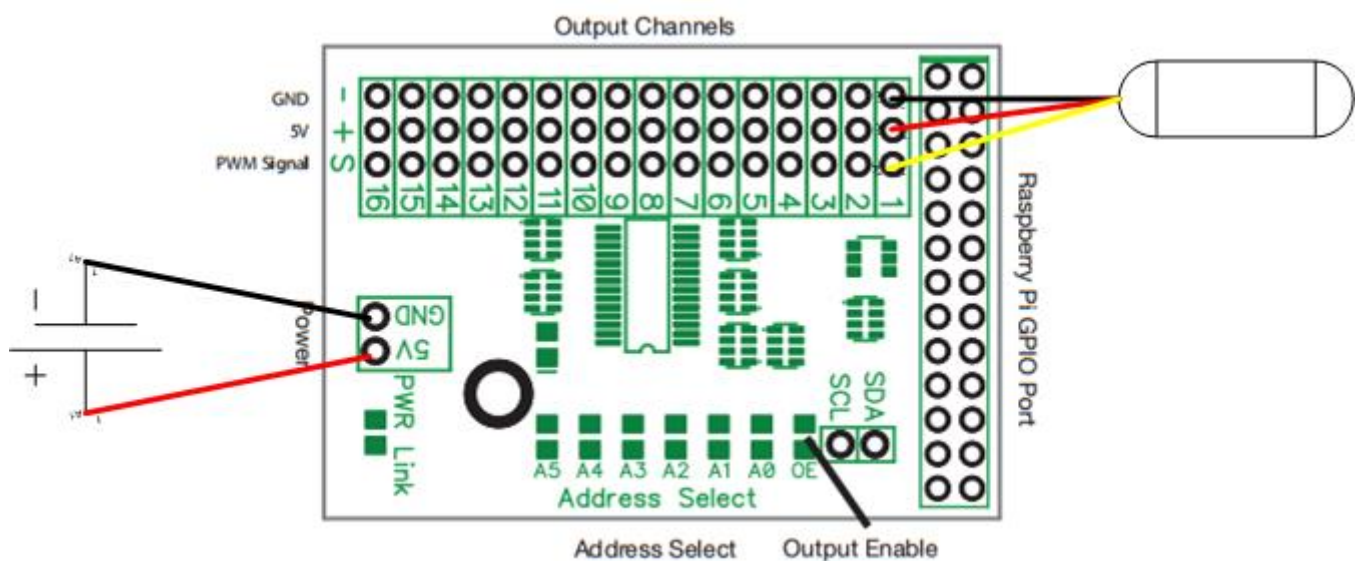 Output Channels
GND
5V
PWM Signal
-
+
S
16 15 14 13 12 11 10 9 8 7 6 5 4 3 2 1
Raspberry Pi GPIO Port
-
+
Power
GND
5V
PWR Link
SCL
SDA
A5 A4 A3 A2 A1 A0 OE
Address Select
Address Select
Output Enable